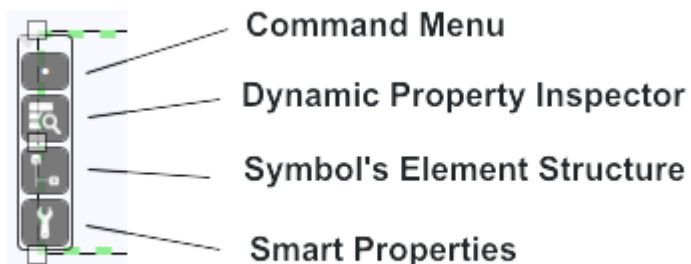 Command Menu
Dynamic Property Inspector
Symbol's Element Structure
Smart Properties